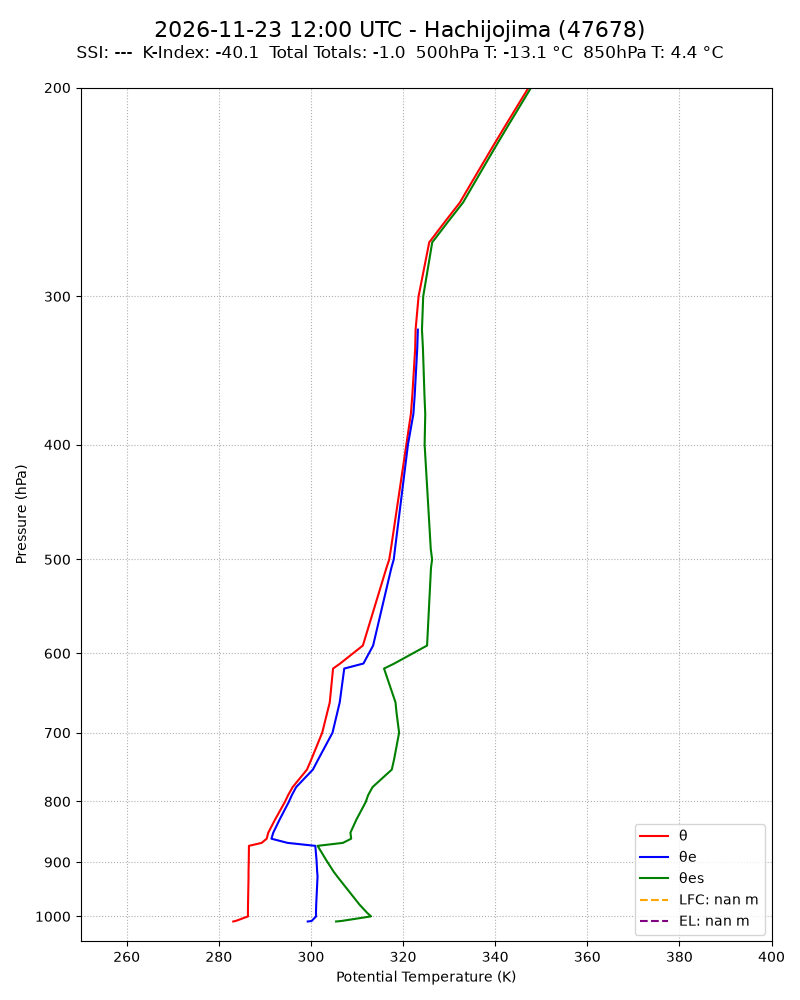 2026-11-23 12:00 UTC - Hachijojima (47678)
SSI: ---  K-Index: -40.1  Total Totals: -1.0  500hPa T: -13.1 °C  850hPa T: 4.4 °C
200
300
400
500
600
700
800
900
1000
Pressure (hPa)
260 280 300 320 340 360 380 400
Potential Temperature (K)
θ
θe
θes
LFC: nan m
EL: nan m